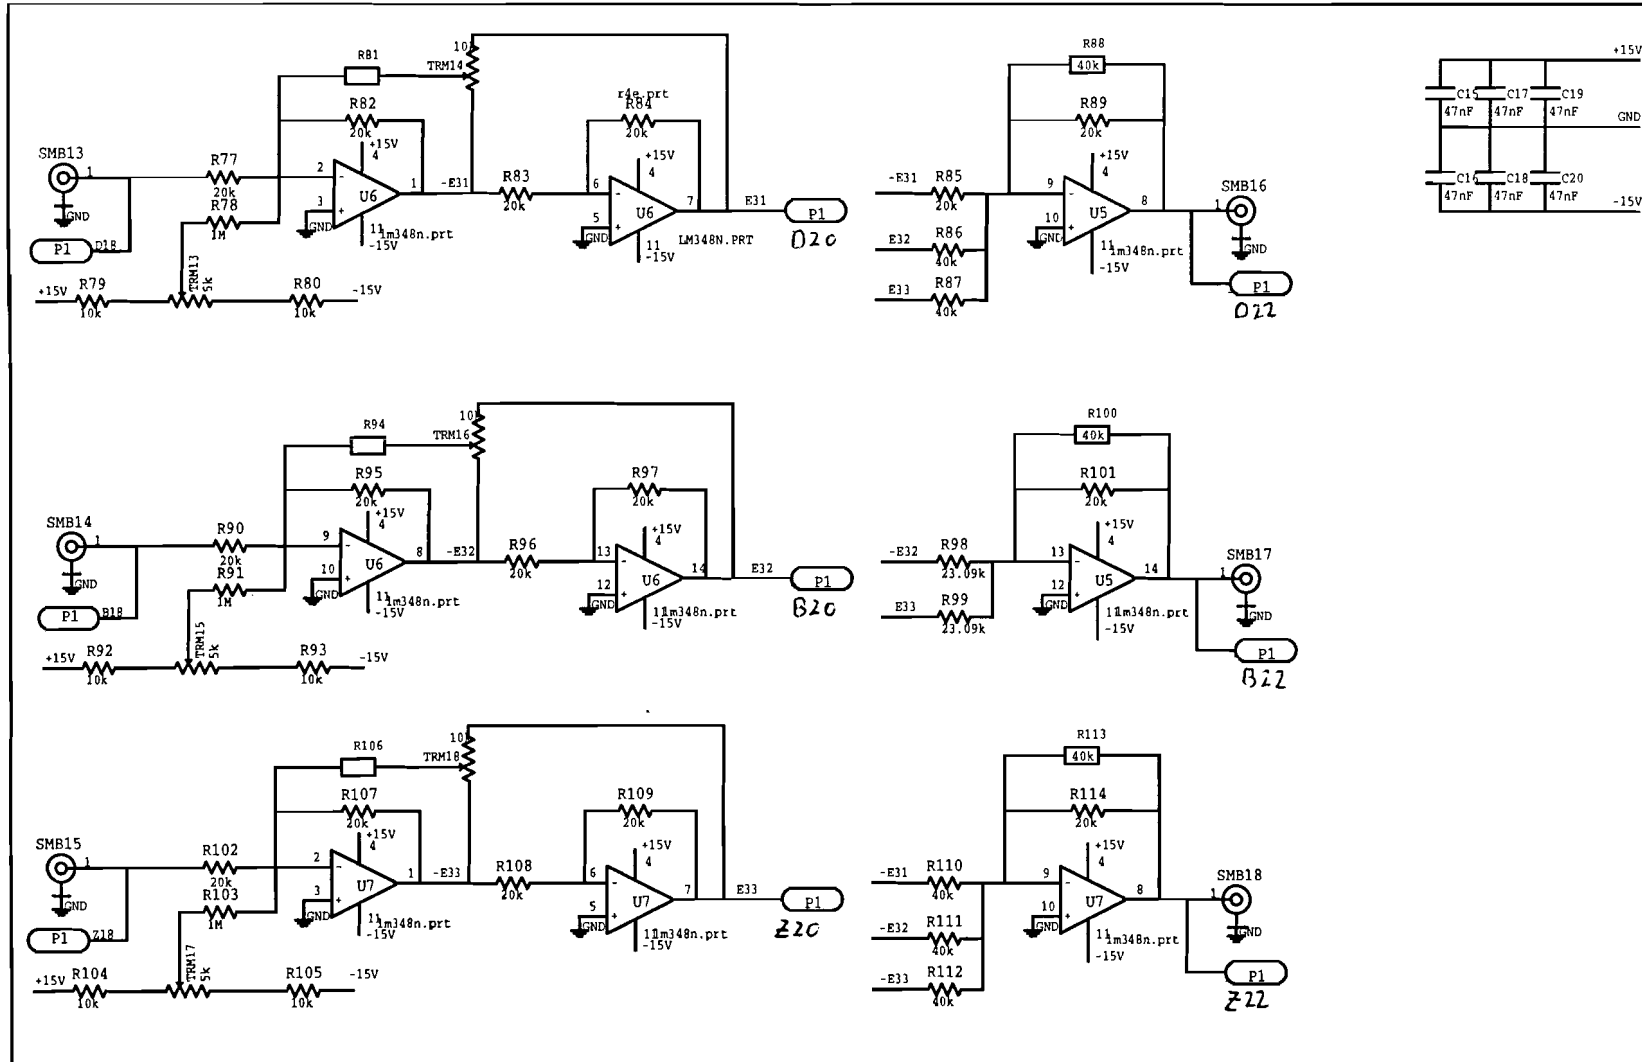 R81
10k
TRM14
R82
20k
+15V
4
SMB13
1
R77
20k
R78
1M
GND
P1
D18
2
-
3
+
GND
U6
1
11
lm348n.prt
-15V
-E31
R83
20k
r4e.prt
R84
20k
+15V
4
6
-
5
+
GND
U6
7
11
-15V
LM348N.PRT
E31
P1
D20
+15V
R79
10k
TRM13
5k
R80
10k
-15V
R88
40k
R89
20k
+15V
4
-E31
R85
20k
E32
R86
40k
E33
R87
40k
9
-
10
+
GND
U5
8
11
lm348n.prt
-15V
SMB16
1
GND
P1
D22
+15V
C15
47nF
C17
47nF
C19
47nF
GND
C16
47nF
C18
47nF
C20
47nF
-15V
R94
10k
TRM16
R95
20k
+15V
4
SMB14
1
R90
20k
R91
1M
GND
P1
B18
9
-
10
+
GND
U6
8
11
lm348n.prt
-15V
-E32
R96
20k
R97
20k
+15V
4
13
-
12
+
GND
U6
14
11
lm348n.prt
-15V
E32
P1
B20
+15V
R92
10k
TRM15
5k
R93
10k
-15V
R100
40k
R101
20k
+15V
4
-E32
R98
23.09k
E33
R99
23.09k
13
-
12
+
GND
U5
14
11
lm348n.prt
-15V
SMB17
1
GND
P1
B22
R106
10k
TRM18
R107
20k
+15V
4
SMB15
1
R102
20k
R103
1M
GND
P1
Z18
2
-
3
+
GND
U7
1
11
lm348n.prt
-15V
-E33
R108
20k
R109
20k
+15V
4
6
-
5
+
GND
U7
7
11
lm348n.prt
-15V
E33
P1
Z20
+15V
R104
10k
TRM17
5k
R105
10k
-15V
R113
40k
R114
20k
+15V
4
-E31
R110
40k
-E32
R111
40k
-E33
R112
40k
9
-
10
+
GND
U7
8
11
lm348n.prt
-15V
SMB18
1
GND
P1
Z22